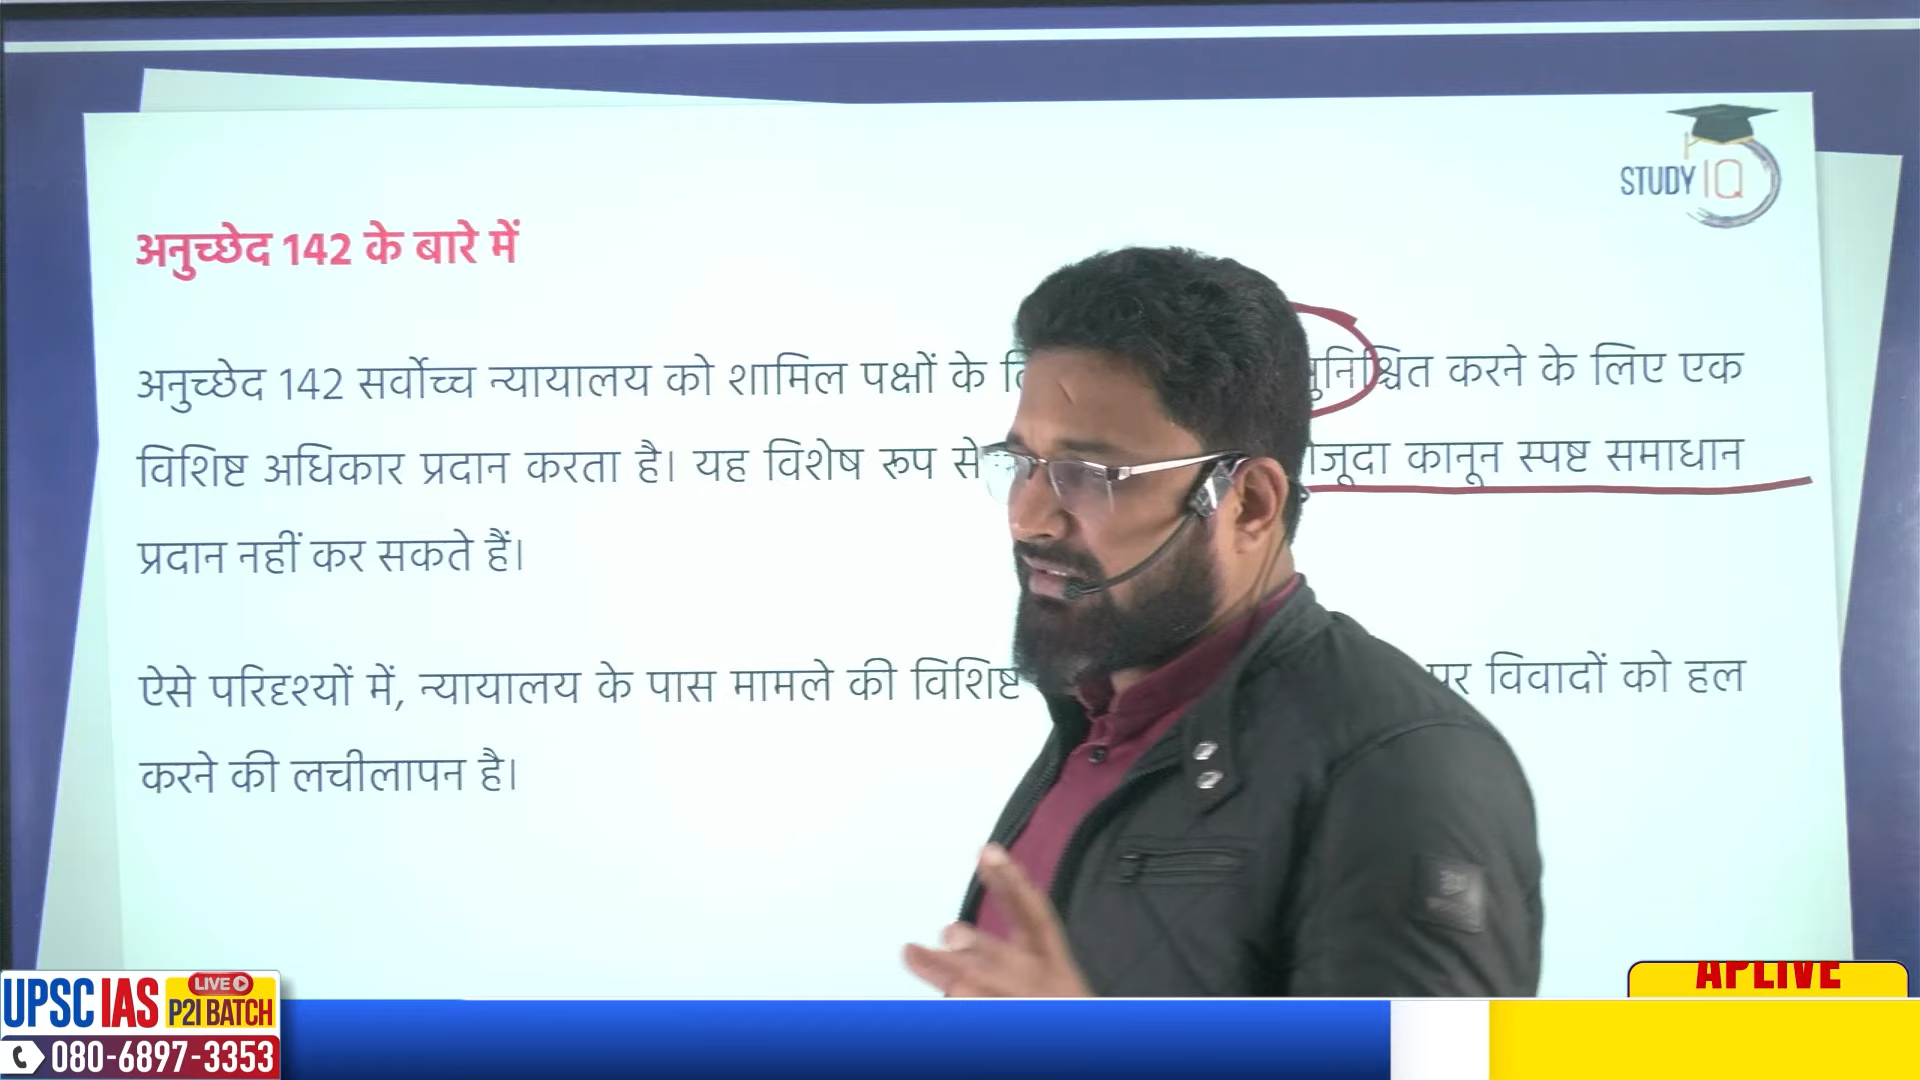 STUDY IQ
अनुच्छेद 142 के बारे में
अनुच्छेद 142 सर्वोच्च न्यायालय को शामिल पक्षों के करने के लिए एक
विशिष्ट अधिकार प्रदान करता है। यह विशेष रूप से कानून स्पष्ट समाधान
प्रदान नहीं कर सकते हैं।
ऐसे परिदृश्यों में, न्यायालय के पास मामले की विशिष्ट पर विवादों को हल
करने की लचीलापन है।
APLIVE
LIVE
UPSC IAS P2I BATCH
080-6897-3353